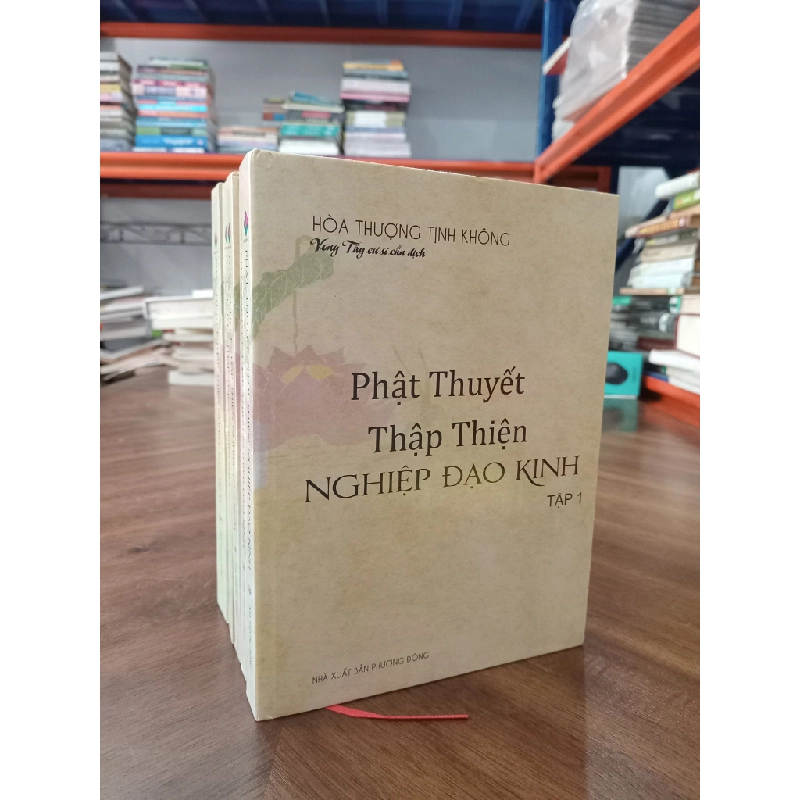 HÒA THƯỢNG TỊNH KHÔNG
Vọng Tây cư sĩ cẩn dịch
Phật Thuyết
Thập Thiện
NGHIỆP ĐẠO KINH
TẬP 1
NHÀ XUẤT BẢN PHƯƠNG ĐÔNG